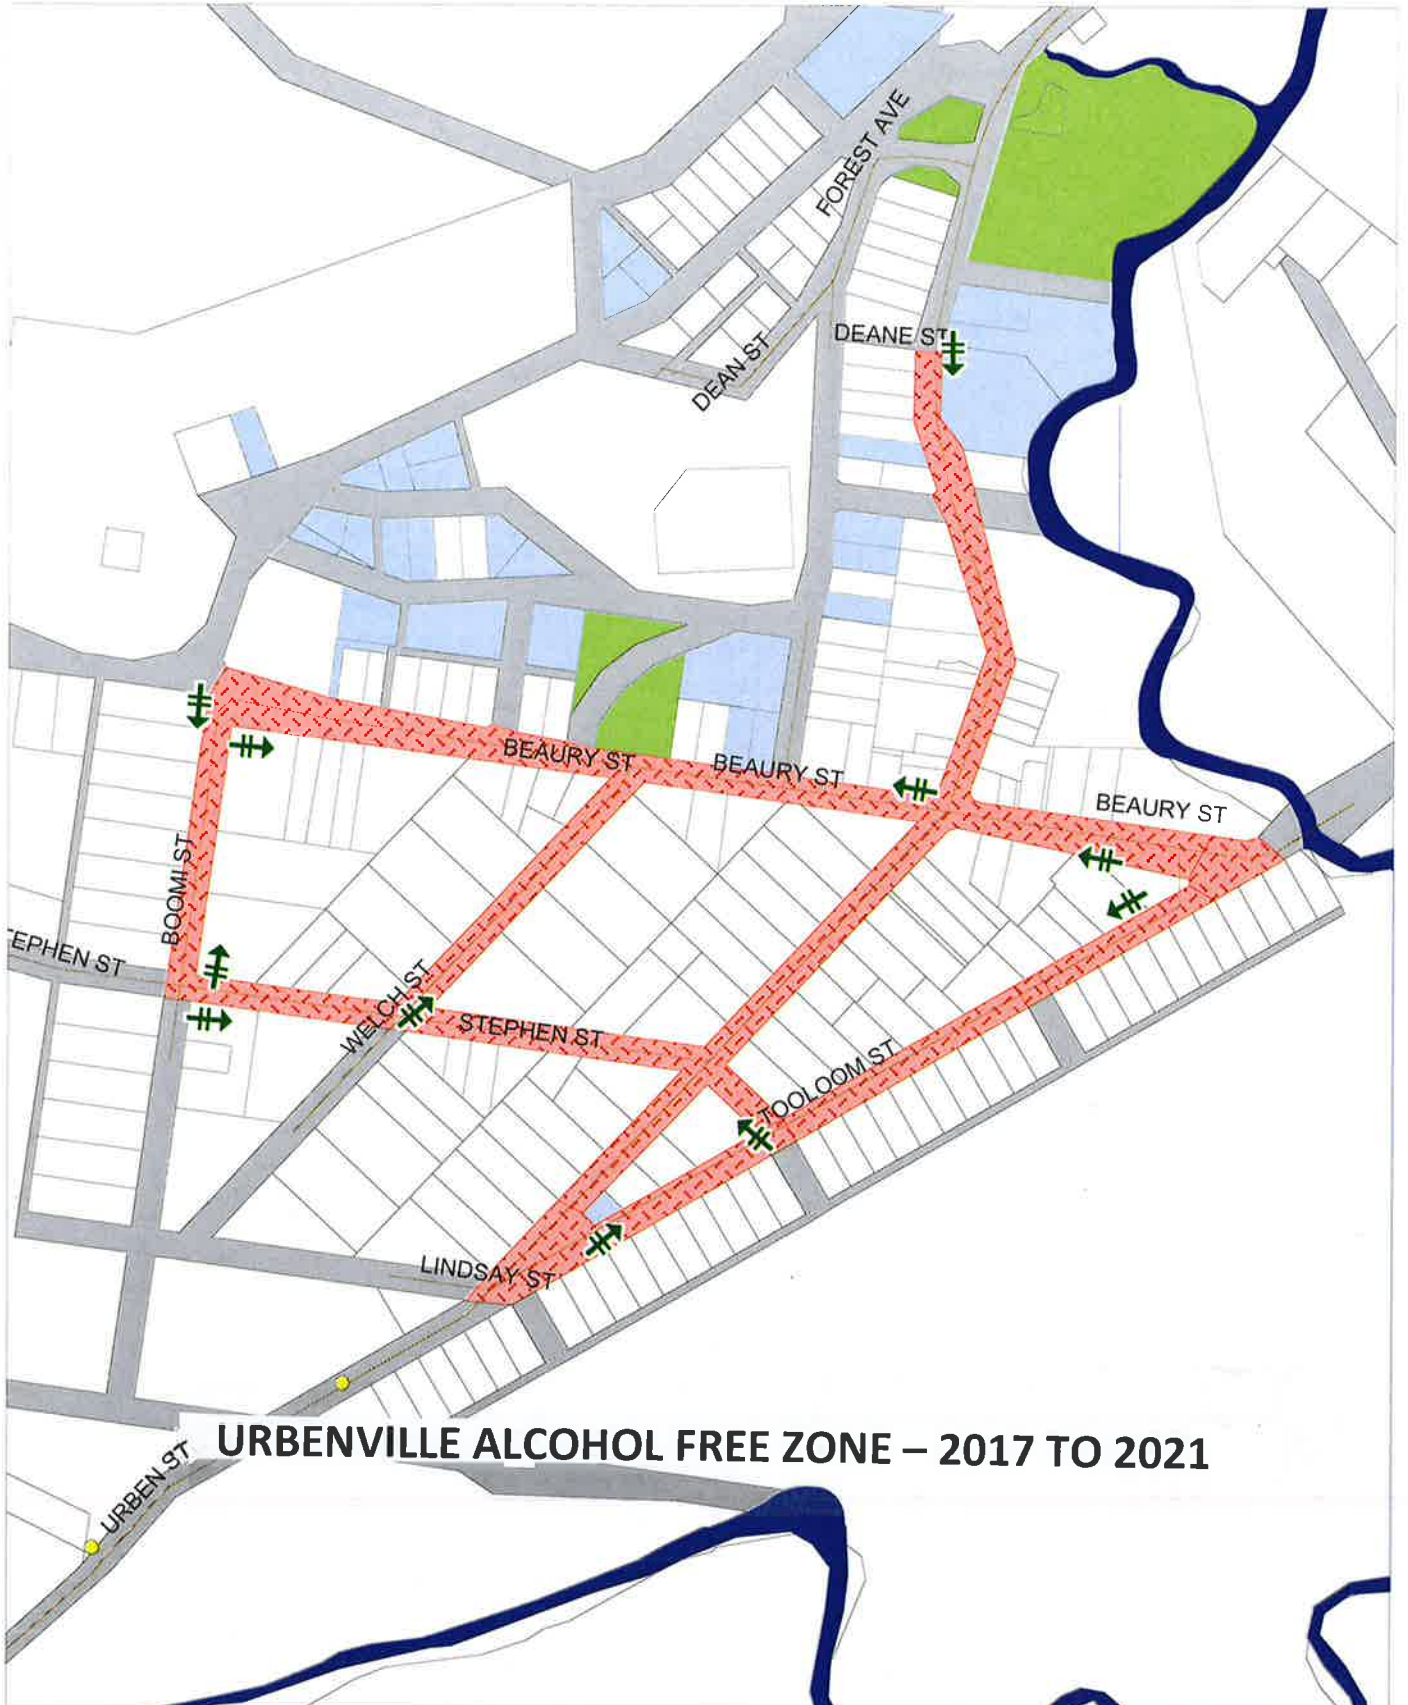 FOREST AVE
DEANE ST
DEAN ST
BEAURY ST
BEAURY ST
BEAURY ST
BOOMI ST
TEPHEN ST
WELCH ST
STEPHEN ST
TOOLOOM ST
LINDSAY ST
URBENVILLE ALCOHOL FREE ZONE – 2017 TO 2021
URBEN ST